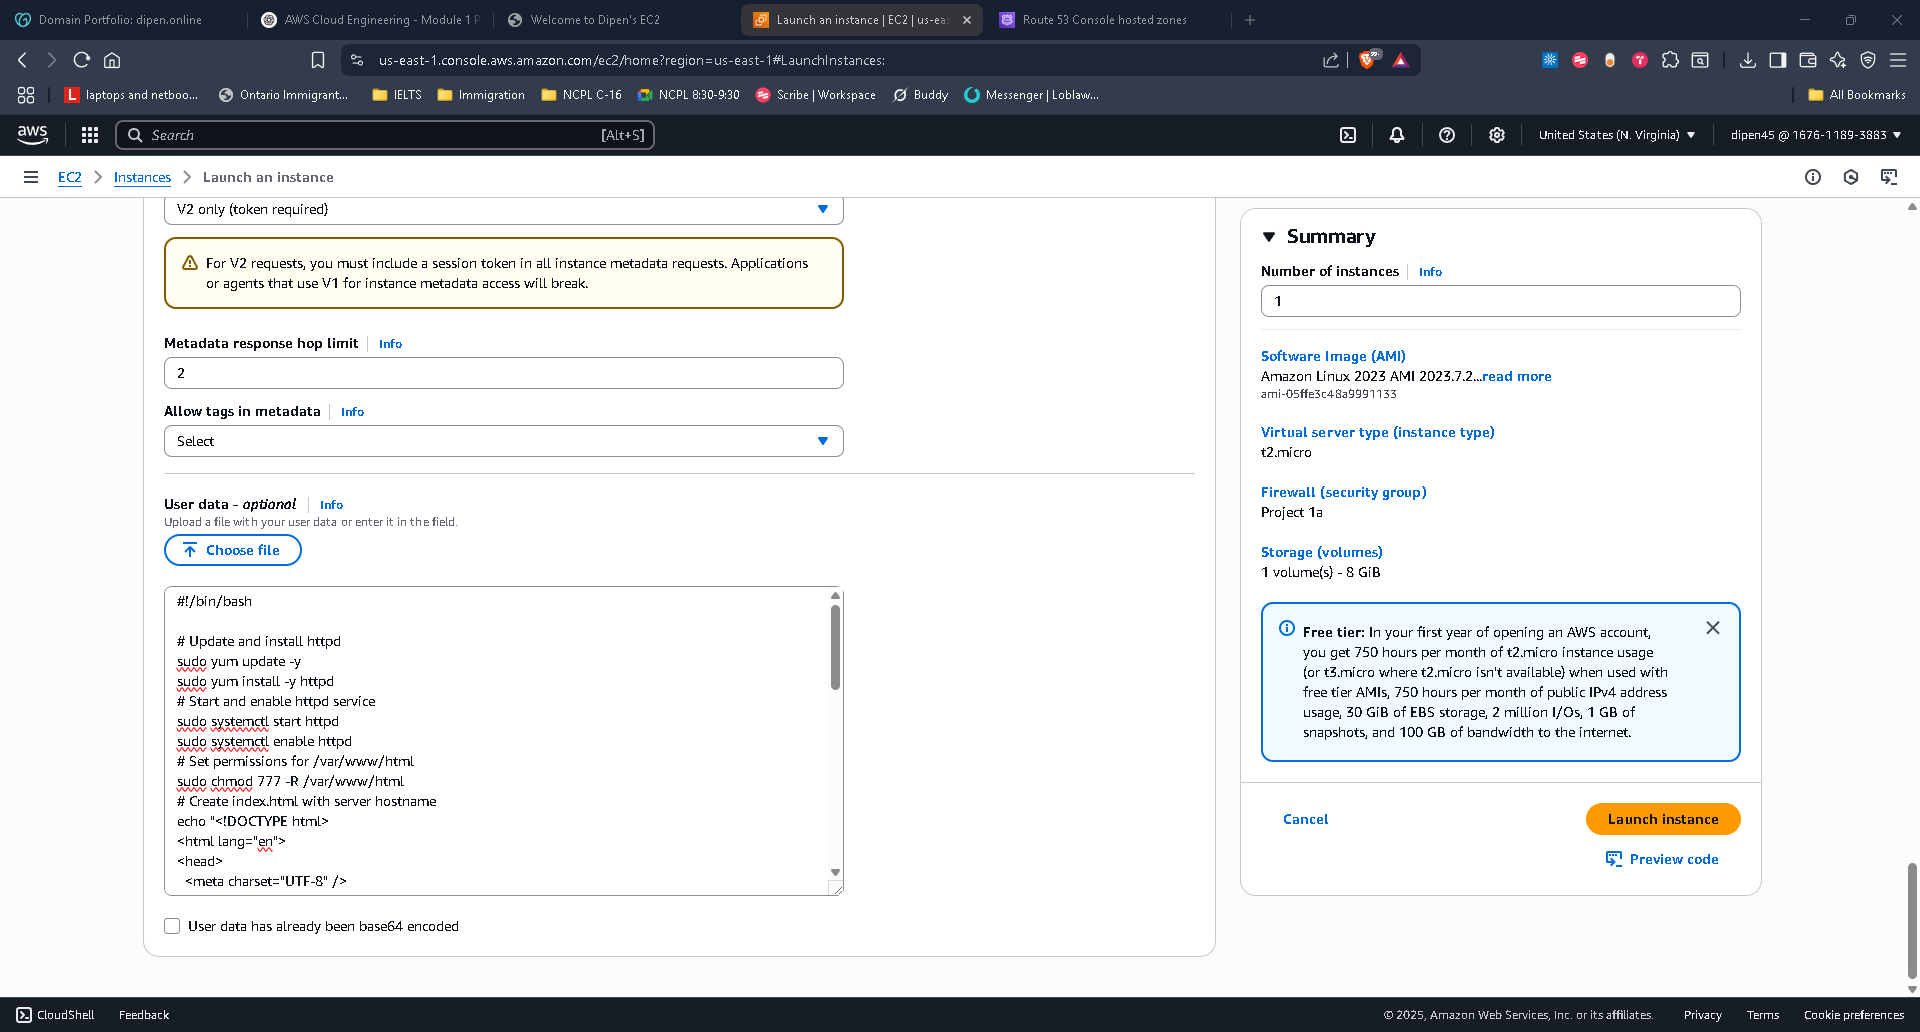 Domain Portfolio: dipen.online
AWS Cloud Engineering - Module 1 P
Welcome to Dipen's EC2
Launch an instance | EC2 | us-eas
Route 53 Console hosted zones
us-east-1.console.aws.amazon.com/ec2/home?region=us-east-1#LaunchInstances:
99+
L laptops and netboo...
Ontario Immigrant...
IELTS
Immigration
NCPL C-16
NCPL 8:30-9:30
Scribe | Workspace
Buddy
Messenger | Loblaw...
All Bookmarks
aws
Search
[Alt+S]
United States (N. Virginia)
dipen45 @ 1676-1189-3883
EC2
Instances
Launch an instance
V2 only (token required)
For V2 requests, you must include a session token in all instance metadata requests. Applications
or agents that use V1 for instance metadata access will break.
Metadata response hop limit
Info
2
Allow tags in metadata
Info
Select
User data - optional
Info
Upload a file with your user data or enter it in the field.
Choose file
#!/bin/bash
# Update and install httpd
sudo yum update -y
sudo yum install -y httpd
# Start and enable httpd service
sudo systemctl start httpd
sudo systemctl enable httpd
# Set permissions for /var/www/html
sudo chmod 777 -R /var/www/html
# Create index.html with server hostname
echo "<!DOCTYPE html>
<html lang="en">
<head>
<meta charset="UTF-8" />
User data has already been base64 encoded
Summary
Number of instances
Info
1
Software Image (AMI)
Amazon Linux 2023 AMI 2023.7.2...read more
ami-05ffe3c48a9991133
Virtual server type (instance type)
t2.micro
Firewall (security group)
Project 1a
Storage (volumes)
1 volume(s) - 8 GiB
Free tier: In your first year of opening an AWS account,
you get 750 hours per month of t2.micro instance usage
(or t3.micro where t2.micro isn't available) when used with
free tier AMIs, 750 hours per month of public IPv4 address
usage, 30 GiB of EBS storage, 2 million I/Os, 1 GB of
snapshots, and 100 GB of bandwidth to the internet.
Cancel
Launch instance
Preview code
CloudShell
Feedback
© 2025, Amazon Web Services, Inc. or its affiliates.
Privacy
Terms
Cookie preferences